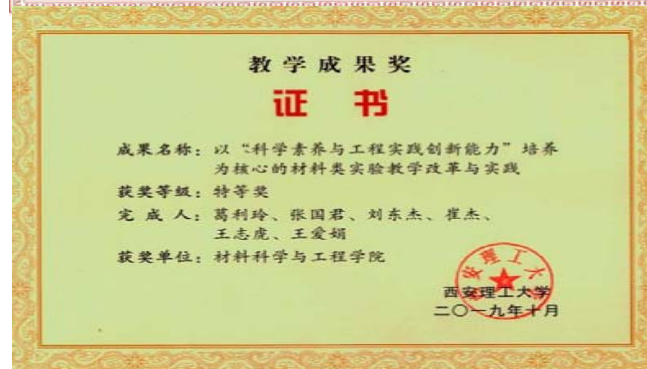 教学成果奖
证 书
成果名称：以“科学素养与工程实践创新能力”培养
为核心的材料类实验教学改革与实践
获奖等级：特等奖
完 成 人：葛利玲、张国君、刘东杰、崔杰、
王志虎、王爱娟
获奖单位：材料科学与工程学院
西安理工大学
二〇一九年十月